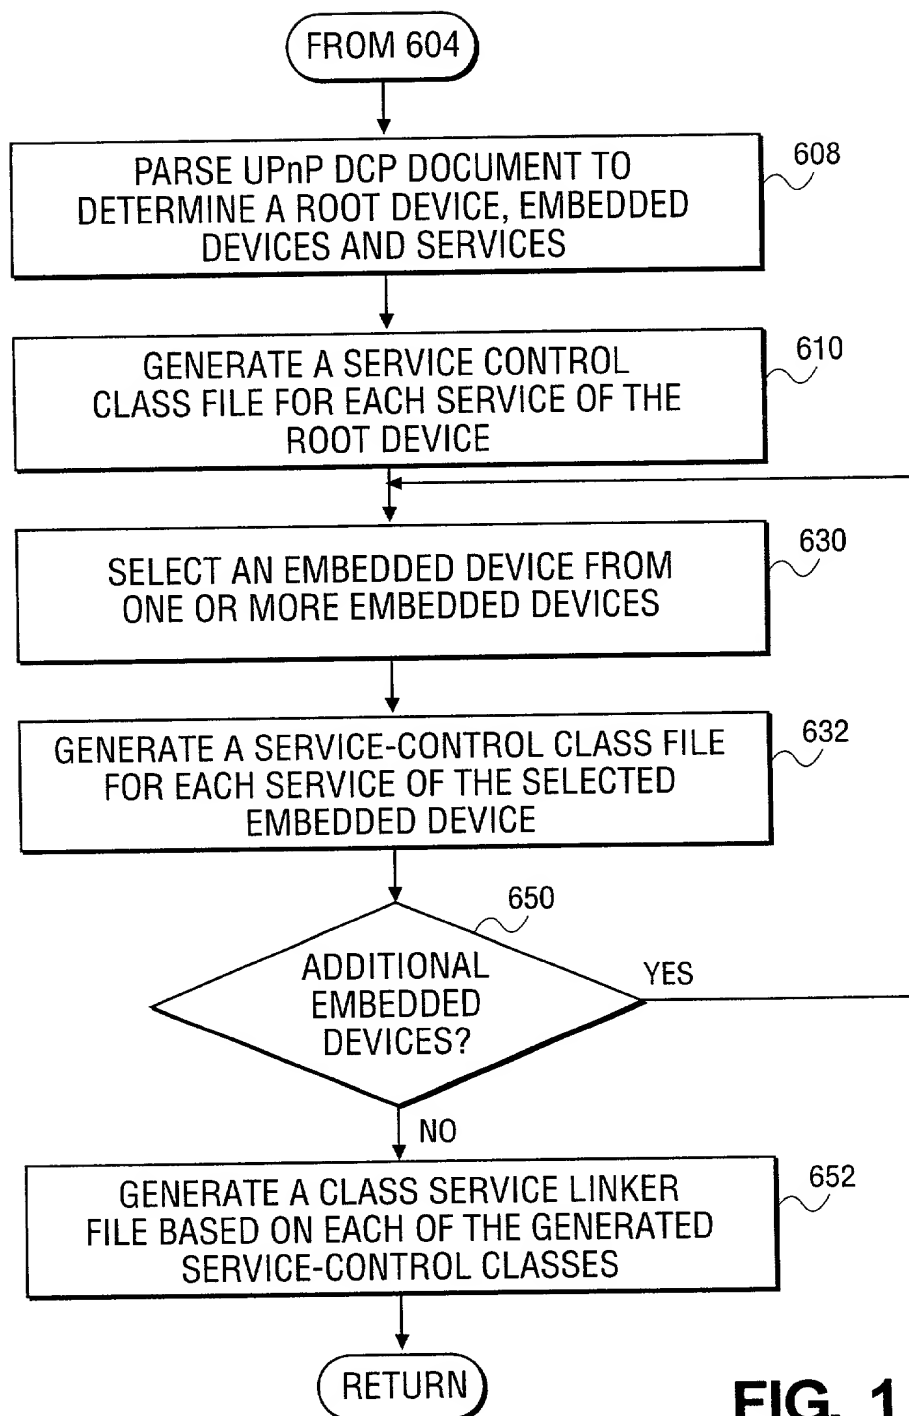 FROM 604
PARSE UPnP DCP DOCUMENT TO
DETERMINE A ROOT DEVICE, EMBEDDED
DEVICES AND SERVICES
608
GENERATE A SERVICE CONTROL
CLASS FILE FOR EACH SERVICE OF THE
ROOT DEVICE
610
SELECT AN EMBEDDED DEVICE FROM
ONE OR MORE EMBEDDED DEVICES
630
GENERATE A SERVICE-CONTROL CLASS FILE
FOR EACH SERVICE OF THE SELECTED
EMBEDDED DEVICE
632
650
ADDITIONAL
EMBEDDED
DEVICES?
YES
NO
GENERATE A CLASS SERVICE LINKER
FILE BASED ON EACH OF THE GENERATED
SERVICE-CONTROL CLASSES
652
RETURN
FIG. 1